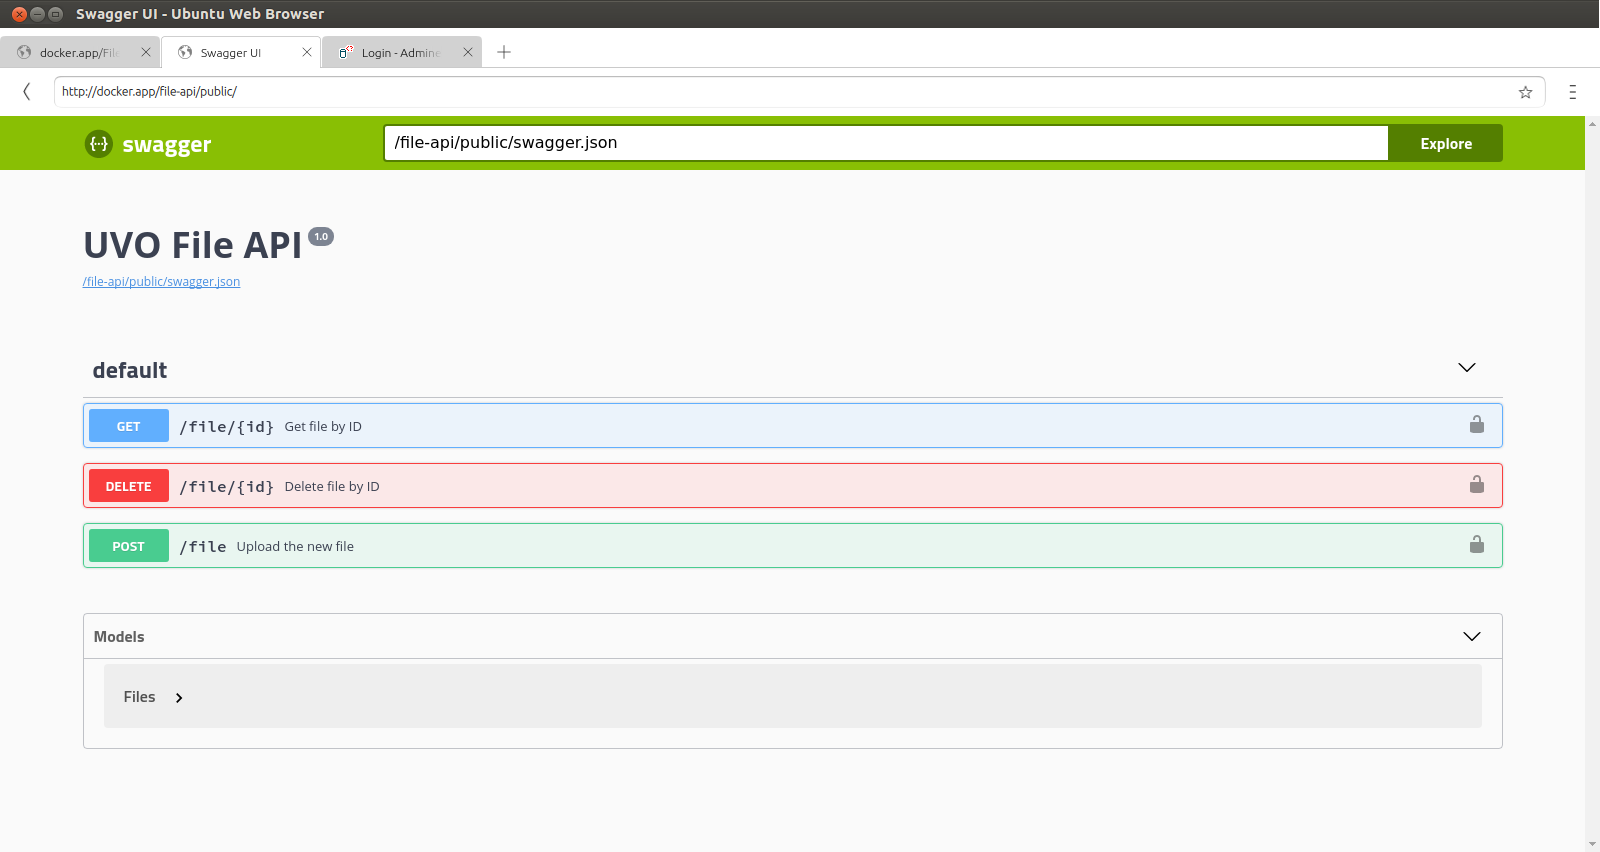 Swagger UI - Ubuntu Web Browser
docker.app/File
Swagger UI
Login - Admine
http://docker.app/file-api/public/
swagger
/file-api/public/swagger.json
Explore
UVO File API 1.0
/file-api/public/swagger.json
default
GET /file/{id} Get file by ID
DELETE /file/{id} Delete file by ID
POST /file Upload the new file
Models
Files